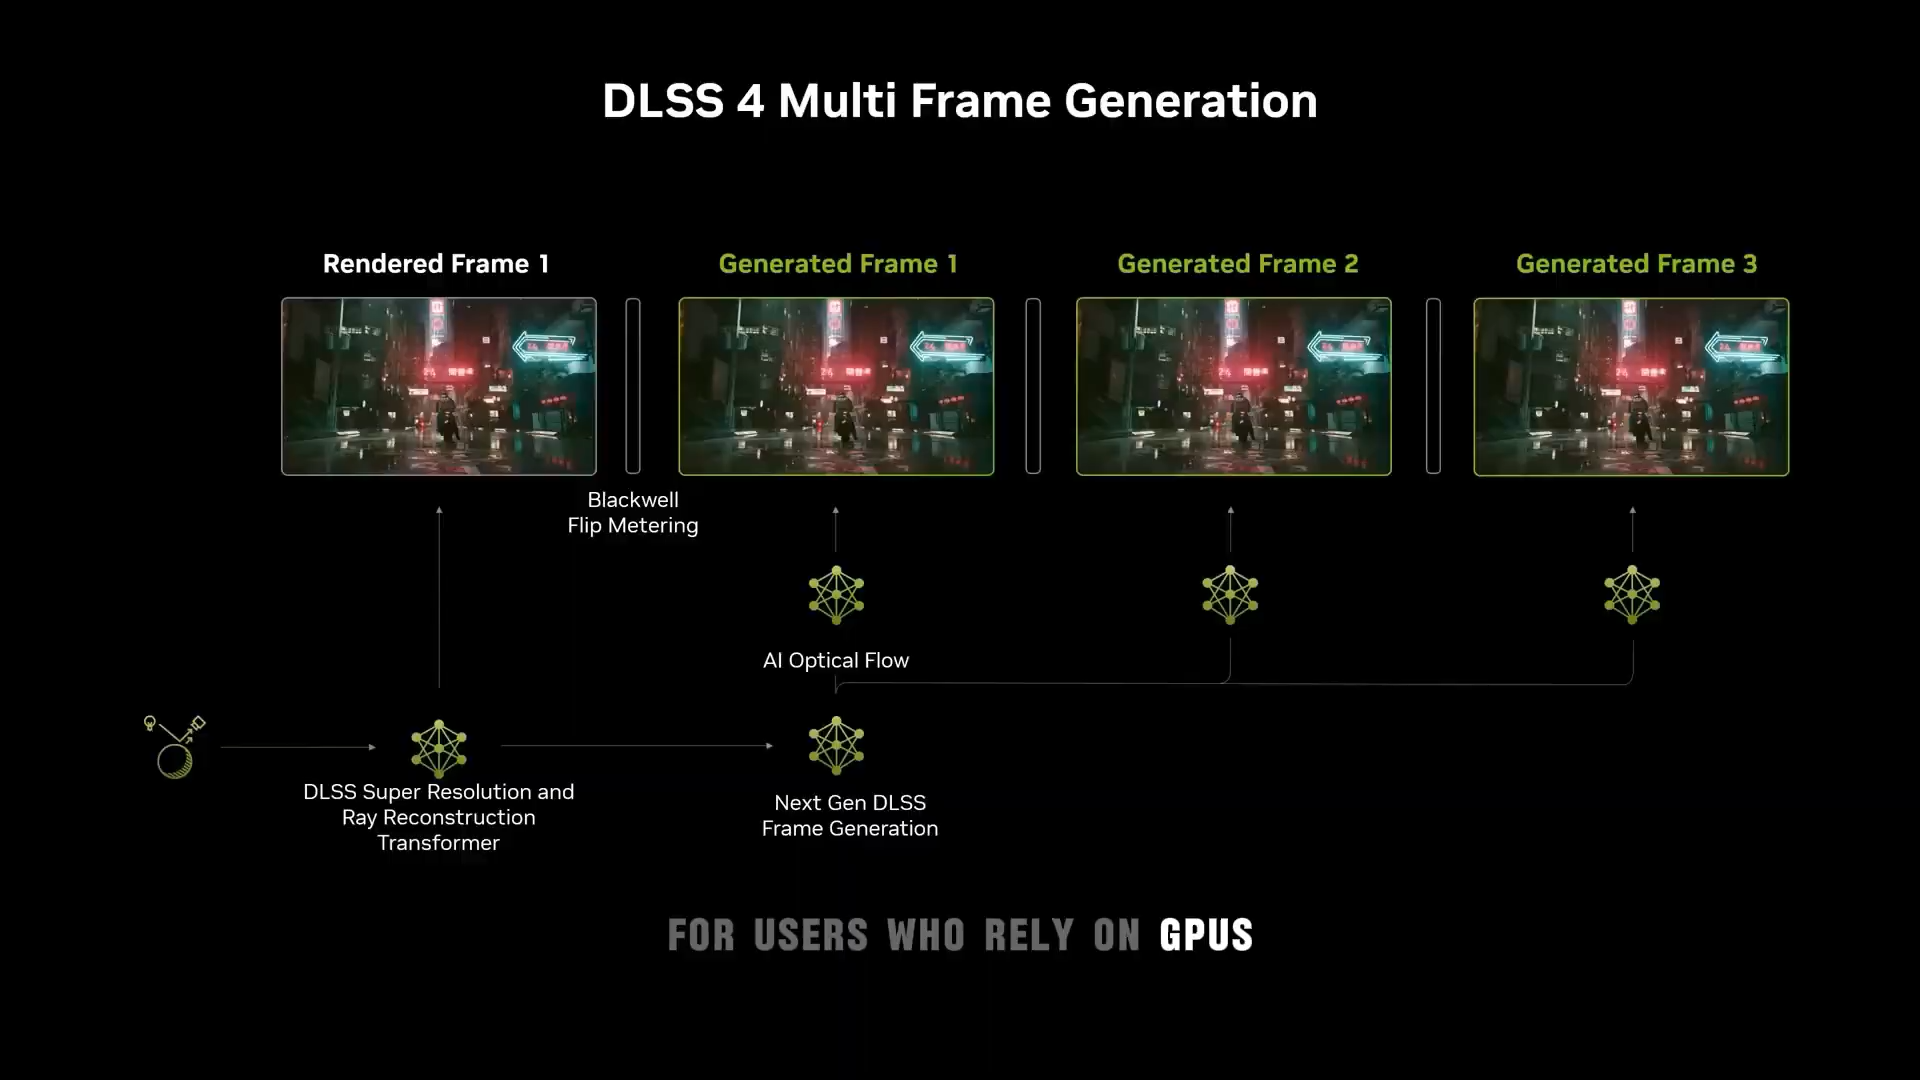 DLSS 4 Multi Frame Generation
Rendered Frame 1
Generated Frame 1
Generated Frame 2
Generated Frame 3
Blackwell
Flip Metering
AI Optical Flow
DLSS Super Resolution and
Ray Reconstruction
Transformer
Next Gen DLSS
Frame Generation
FOR USERS WHO RELY ON GPUS